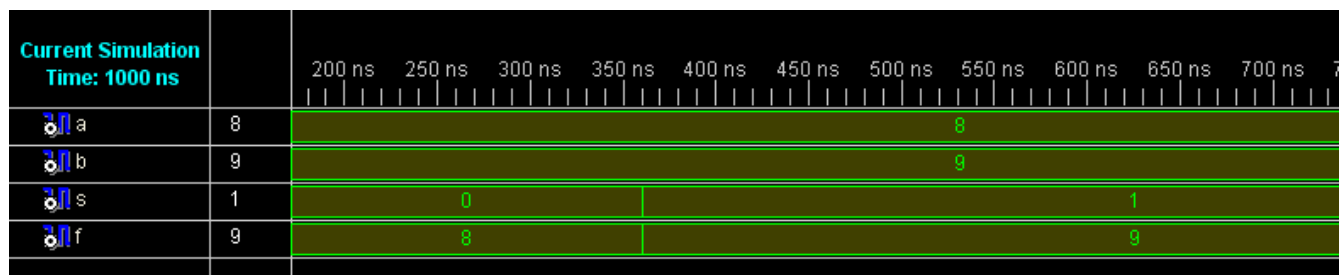 Current Simulation
Time: 1000 ns
200 ns 250 ns 300 ns 350 ns 400 ns 450 ns 500 ns 550 ns 600 ns 650 ns 700 ns 7
a 8 8
b 9 9
s 1 0 1
f 9 8 9